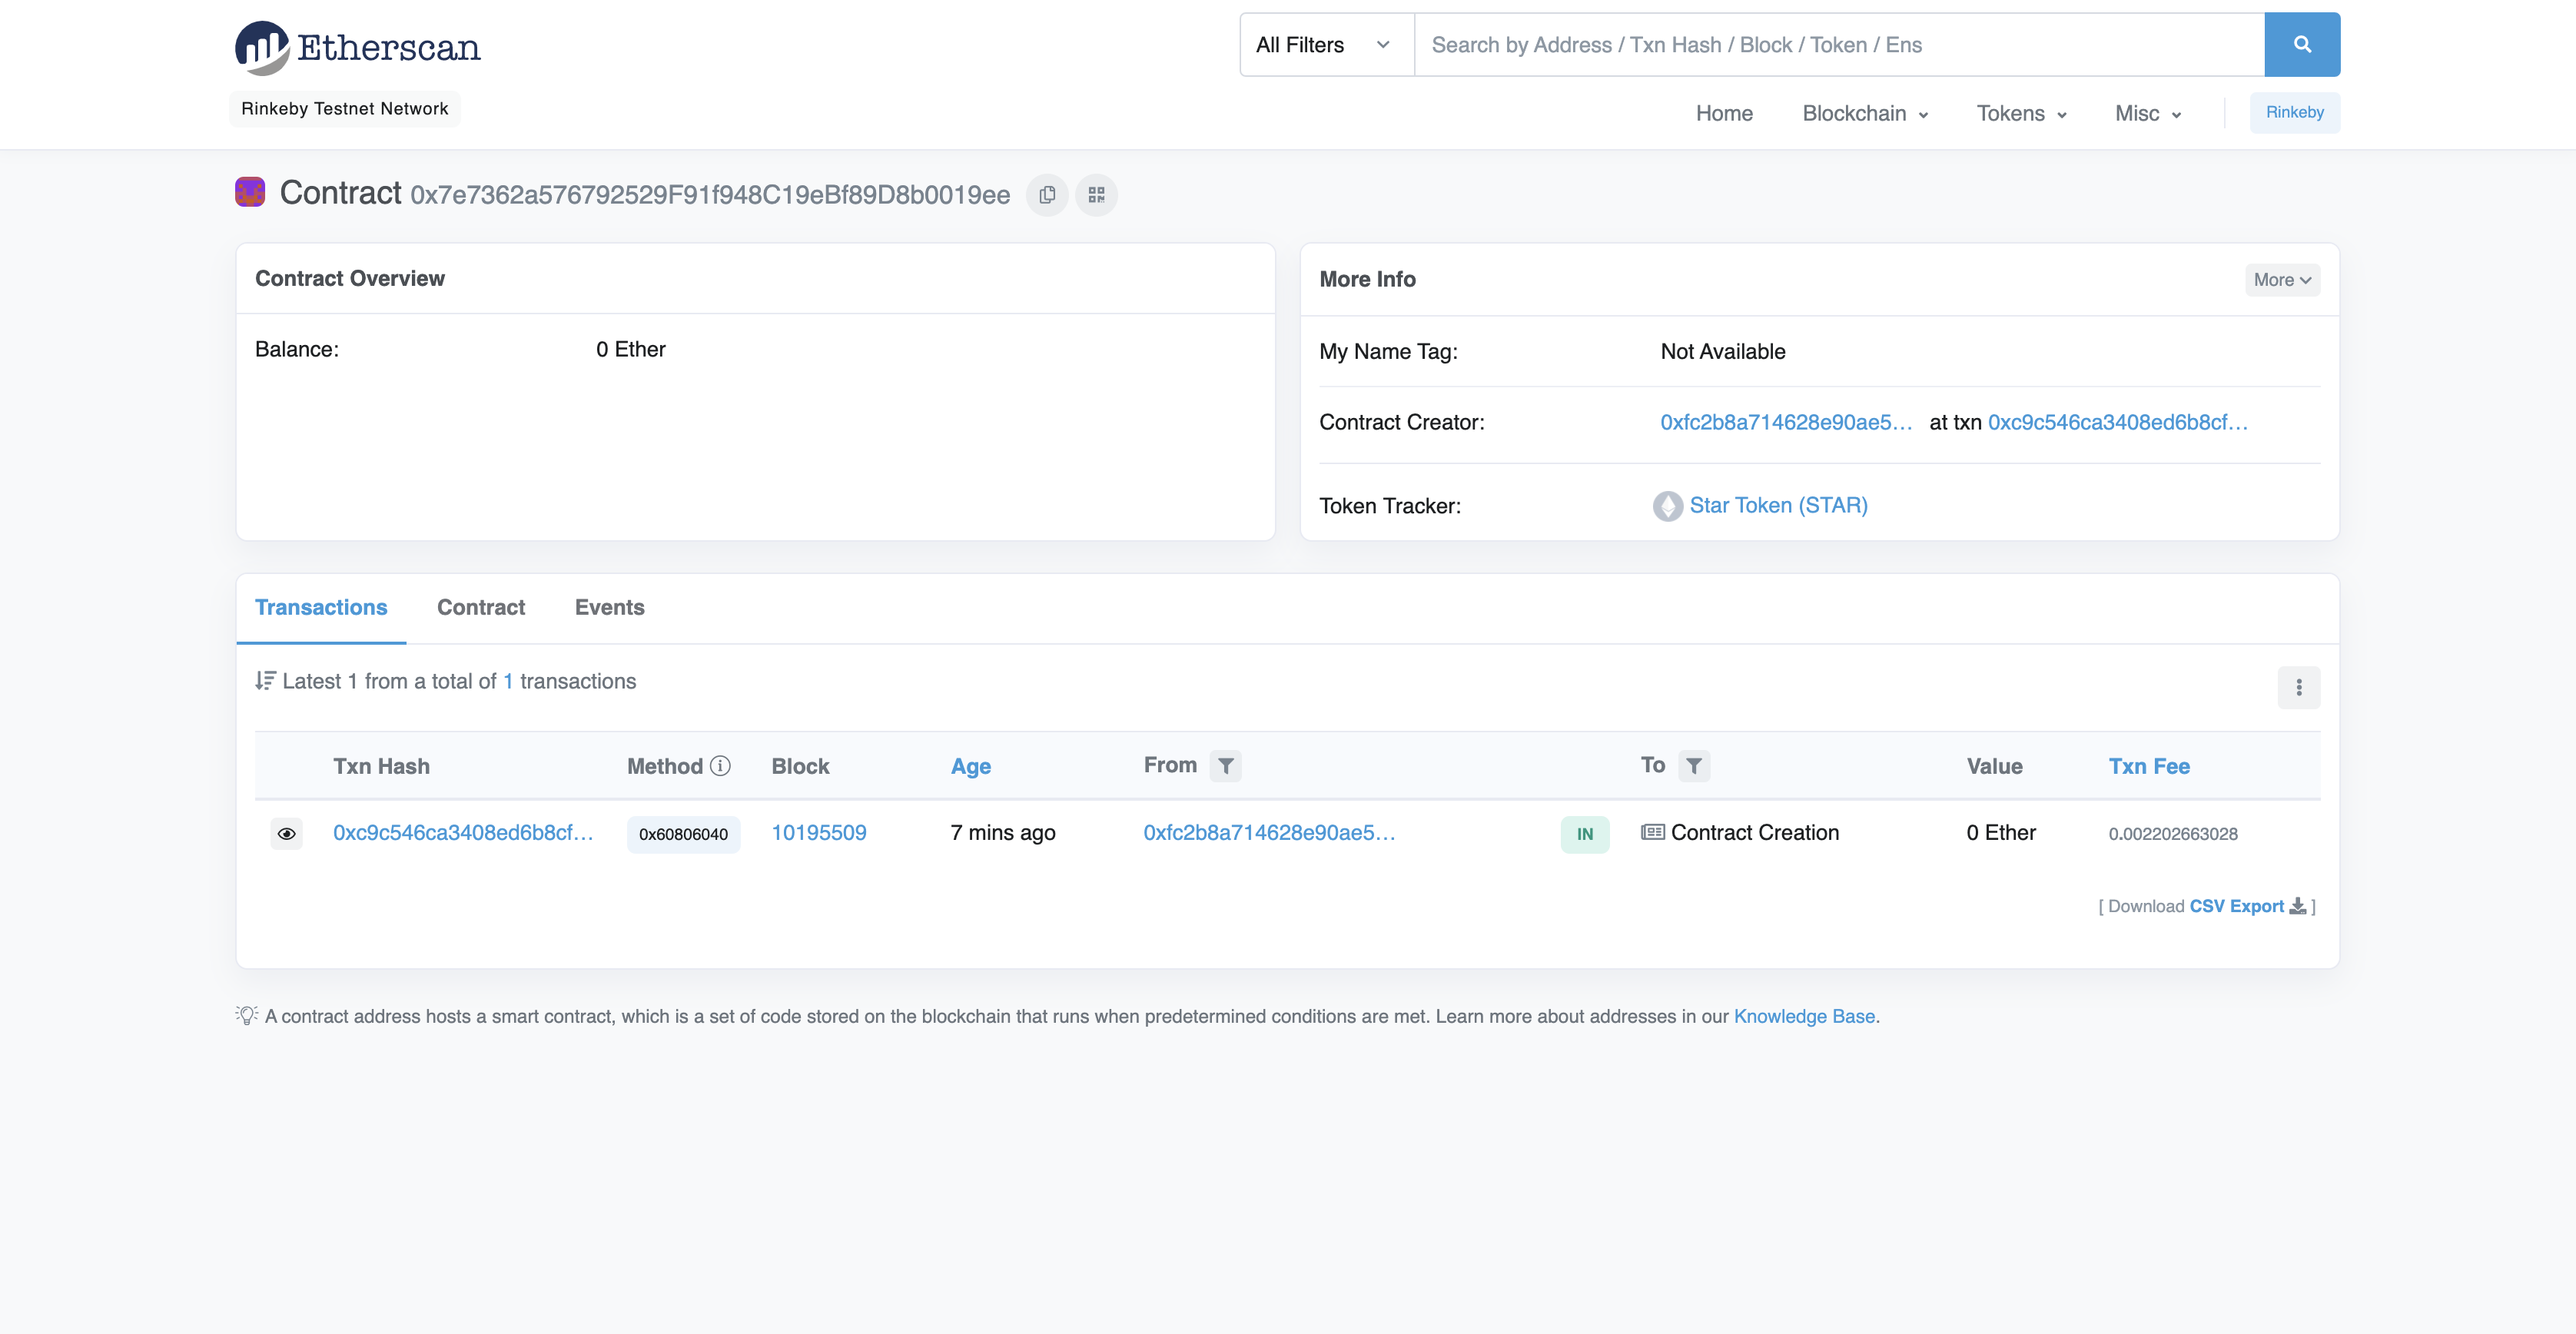 Etherscan
All Filters
Search by Address / Txn Hash / Block / Token / Ens
Rinkeby Testnet Network
Home Blockchain Tokens Misc Rinkeby
Contract 0x7e7362a576792529F91f948C19eBf89D8b0019ee
Contract Overview
Balance: 0 Ether
More Info More
My Name Tag: Not Available
Contract Creator: 0xfc2b8a714628e90ae5... at txn 0xc9c546ca3408ed6b8cf...
Token Tracker: Star Token (STAR)
Transactions Contract Events
Latest 1 from a total of 1 transactions
Txn Hash Method Block Age From To Value Txn Fee
0xc9c546ca3408ed6b8cf... 0x60806040 10195509 7 mins ago 0xfc2b8a714628e90ae5... IN Contract Creation 0 Ether 0.002202663028
[ Download CSV Export ]
A contract address hosts a smart contract, which is a set of code stored on the blockchain that runs when predetermined conditions are met. Learn more about addresses in our Knowledge Base.